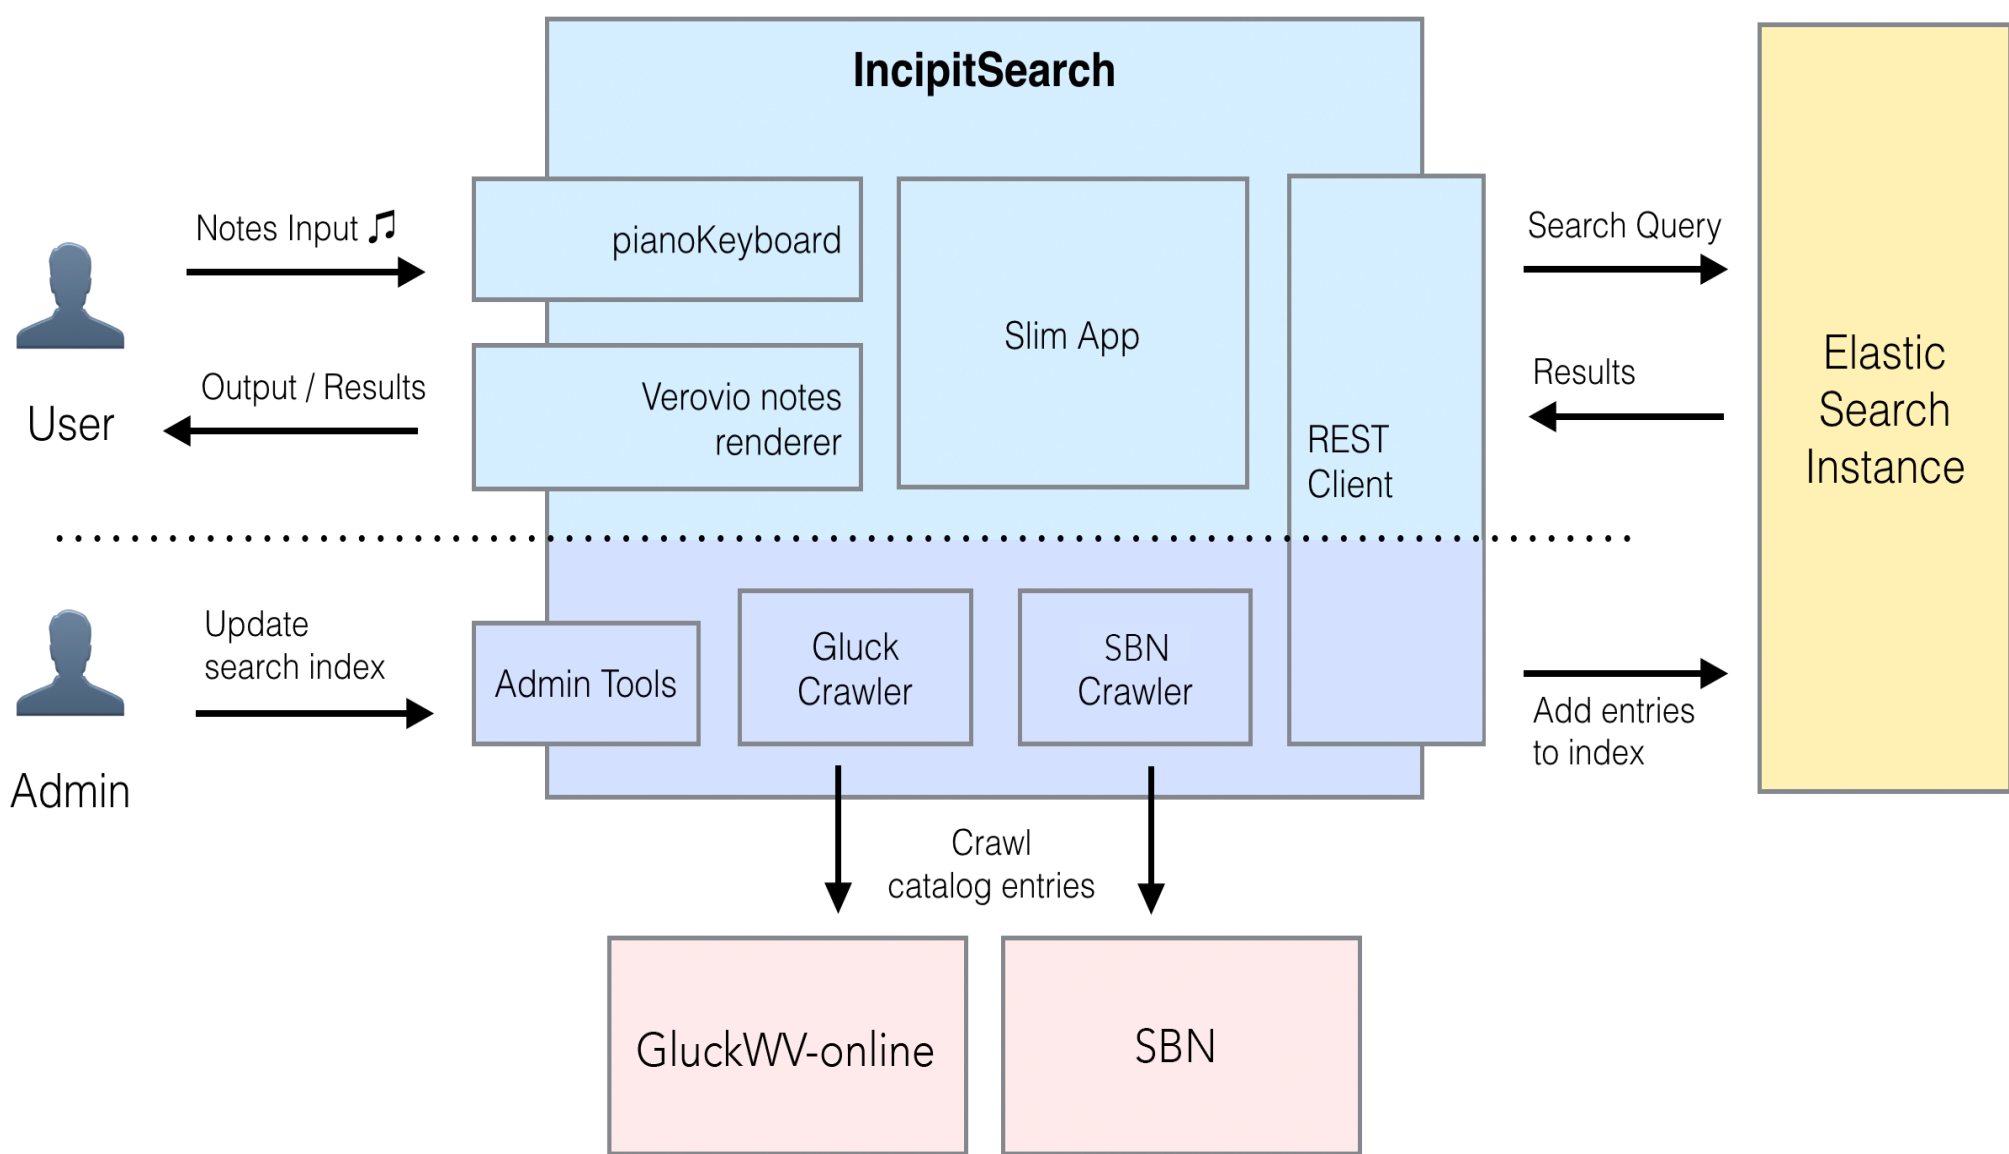 IncipitSearch
Notes Input
pianoKeyboard
Output / Results
Verovio notes
renderer
User
Slim App
REST
Client
Search Query
Results
Elastic
Search
Instance
Update
search index
Admin
Admin Tools
Gluck
Crawler
SBN
Crawler
Add entries
to index
Crawl
catalog entries
GluckWV-online
SBN